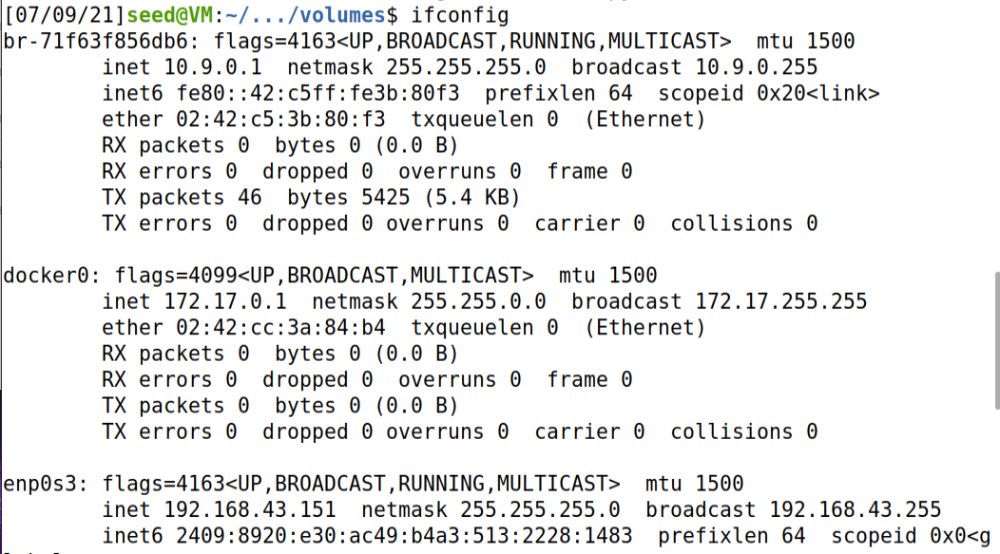 [07/09/21]seed@VM:~/.../volumes$ ifconfig
br-71f63f856db6: flags=4163<UP,BROADCAST,RUNNING,MULTICAST>  mtu 1500
        inet 10.9.0.1  netmask 255.255.255.0  broadcast 10.9.0.255
        inet6 fe80::42:c5ff:fe3b:80f3  prefixlen 64  scopeid 0x20<link>
        ether 02:42:c5:3b:80:f3  txqueuelen 0  (Ethernet)
        RX packets 0  bytes 0 (0.0 B)
        RX errors 0  dropped 0  overruns 0  frame 0
        TX packets 46  bytes 5425 (5.4 KB)
        TX errors 0  dropped 0 overruns 0  carrier 0  collisions 0

docker0: flags=4099<UP,BROADCAST,MULTICAST>  mtu 1500
        inet 172.17.0.1  netmask 255.255.0.0  broadcast 172.17.255.255
        ether 02:42:cc:3a:84:b4  txqueuelen 0  (Ethernet)
        RX packets 0  bytes 0 (0.0 B)
        RX errors 0  dropped 0  overruns 0  frame 0
        TX packets 0  bytes 0 (0.0 B)
        TX errors 0  dropped 0 overruns 0  carrier 0  collisions 0

enp0s3: flags=4163<UP,BROADCAST,RUNNING,MULTICAST>  mtu 1500
        inet 192.168.43.151  netmask 255.255.255.0  broadcast 192.168.43.255
        inet6 2409:8920:e30:ac49:b4a3:513:2228:1483  prefixlen 64  scopeid 0x0<g